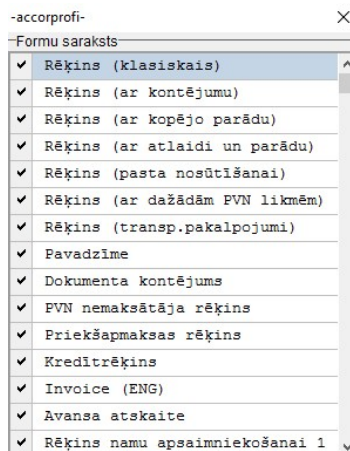 -accorprofi-
Formu saraksts
Rēķins (klasiskais)
Rēķins (ar kontējumu)
Rēķins (ar kopējo parādu)
Rēķins (ar atlaidi un parādu)
Rēķins (pasta nosūtīšanai)
Rēķins (ar dažādām PVN likmēm)
Rēķins (transp.pakalpojumi)
Pavadzīme
Dokumenta kontējums
PVN nemaksātāja rēķins
Priekšapmaksas rēķins
Kredītrēķins
Invoice (ENG)
Avansa atskaite
Rēķins namu apsaimniekošanai 1